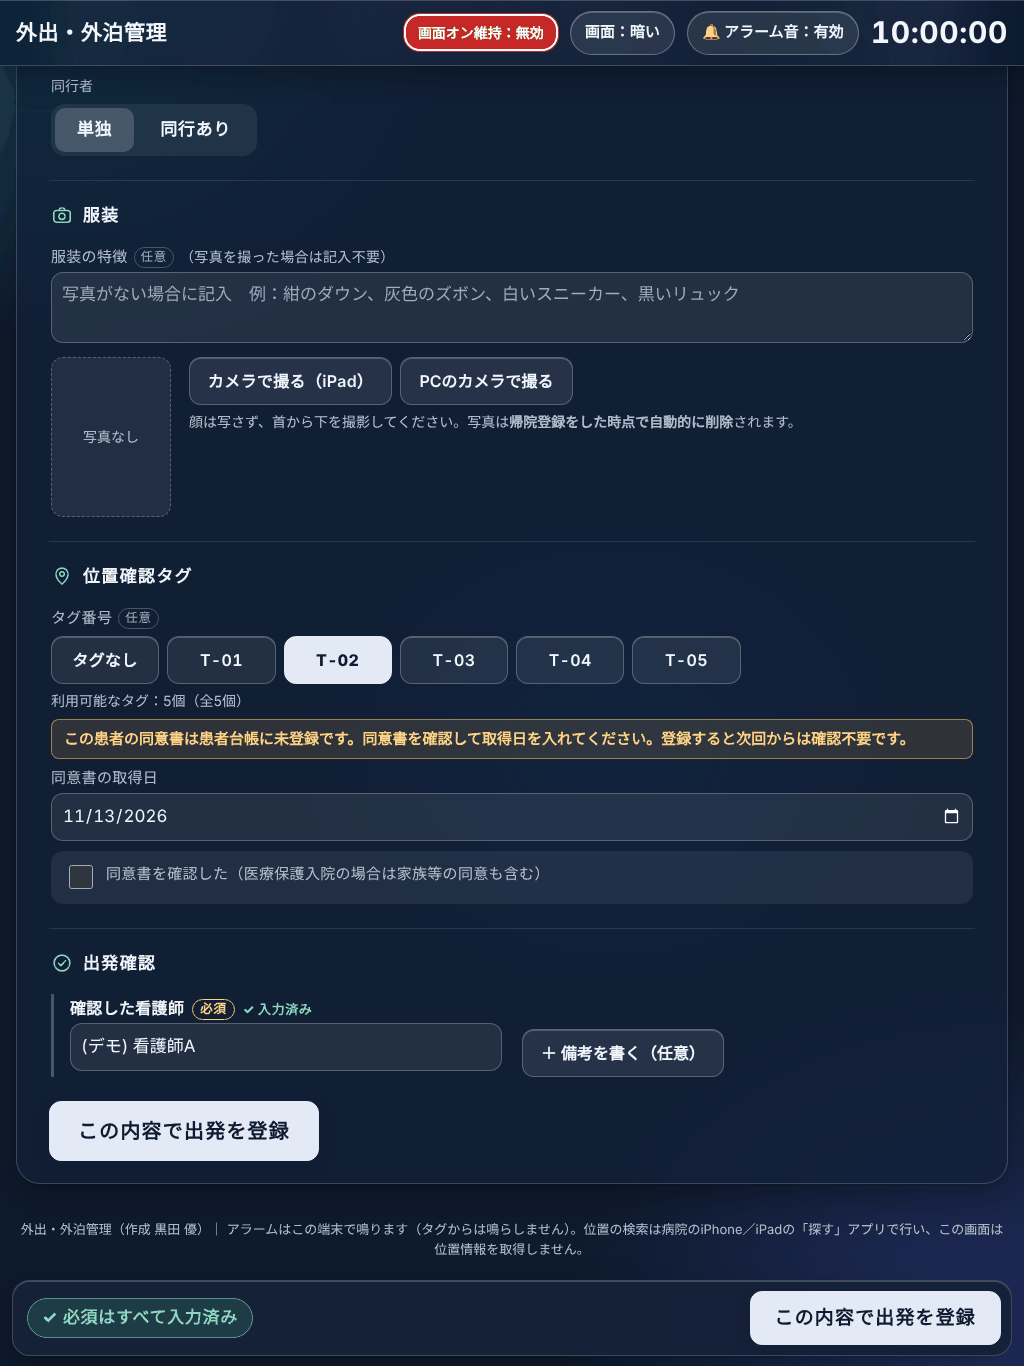 外出・外泊管理
画面オン維持：無効
画面：暗い
🔔 アラーム音：有効
10:00:00
同行者
単独
同行あり
服装
服装の特徴 任意 （写真を撮った場合は記入不要）
写真がない場合に記入　例：紺のダウン、灰色のズボン、白いスニーカー、黒いリュック
写真なし
カメラで撮る（iPad）
PCのカメラで撮る
顔は写さず、首から下を撮影してください。写真は帰院登録をした時点で自動的に削除されます。
位置確認タグ
タグ番号 任意
タグなし
T-01
T-02
T-03
T-04
T-05
利用可能なタグ：5個（全5個）
この患者の同意書は患者台帳に未登録です。同意書を確認して取得日を入れてください。登録すると次回からは確認不要です。
同意書の取得日
11/13/2026
同意書を確認した（医療保護入院の場合は家族等の同意も含む）
出発確認
確認した看護師 必須 ✓ 入力済み
(デモ) 看護師A
＋ 備考を書く（任意）
この内容で出発を登録
外出・外泊管理（作成 黒田 優）｜ アラームはこの端末で鳴ります（タグからは鳴らしません）。位置の検索は病院のiPhone／iPadの「探す」アプリで行い、この画面は
位置情報を取得しません。
✓ 必須はすべて入力済み
この内容で出発を登録